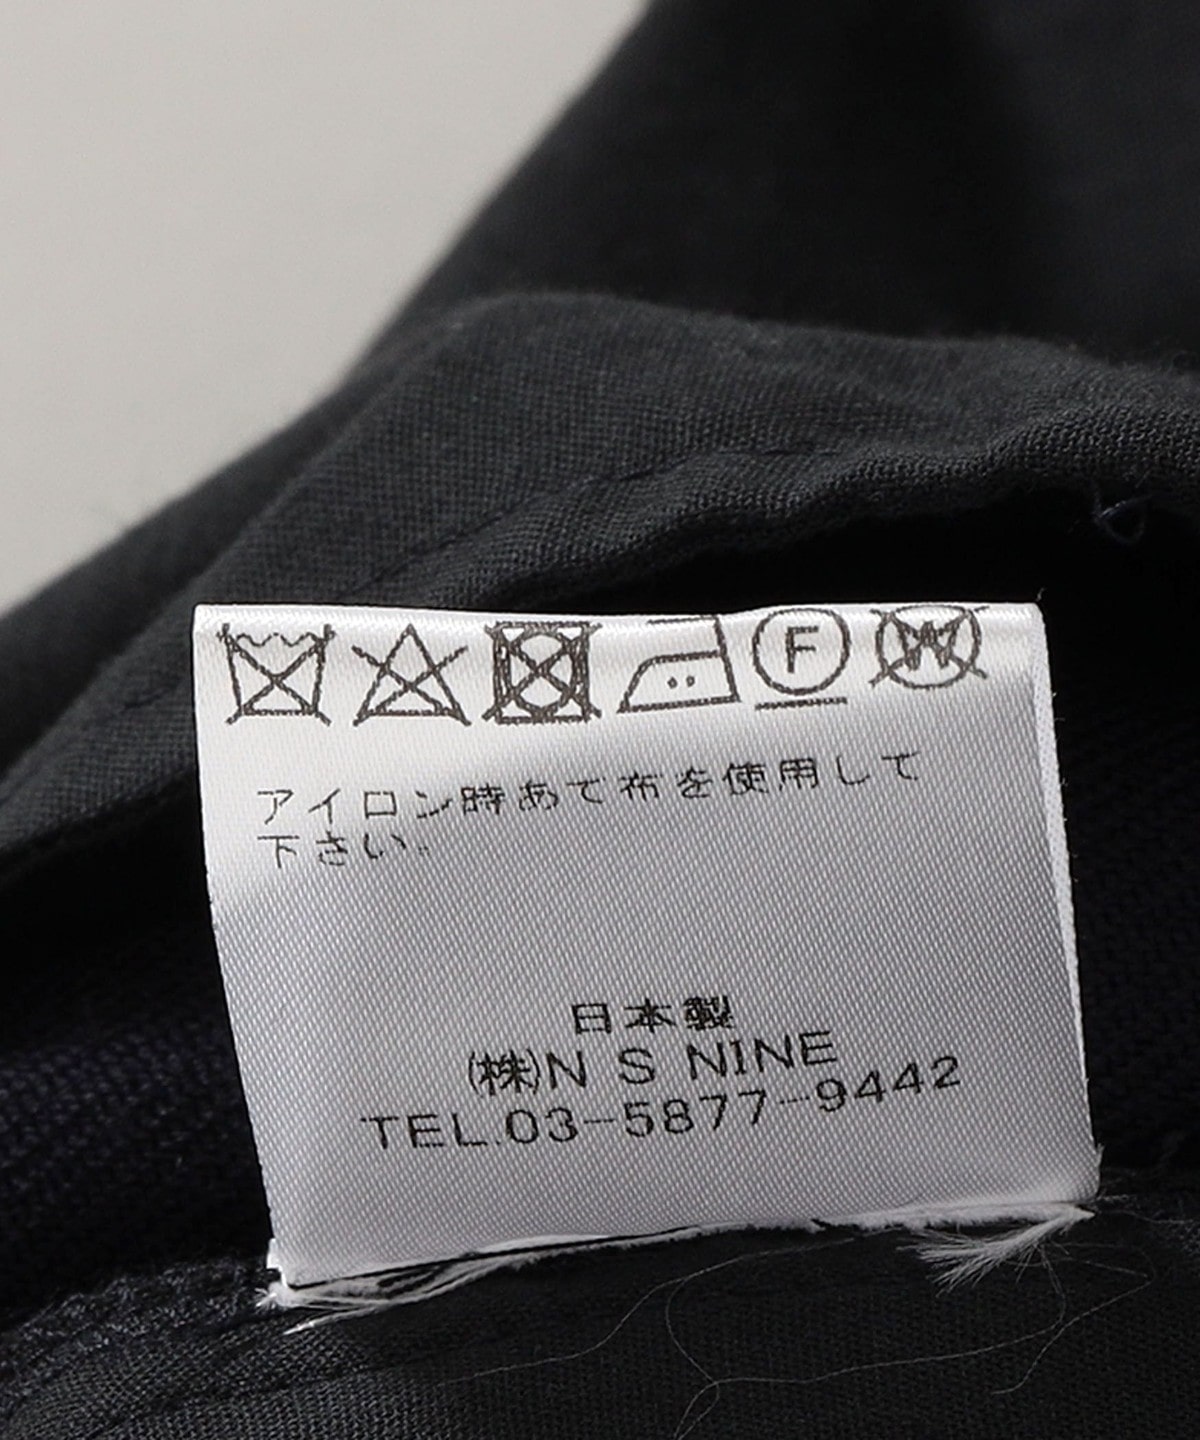 F W
アイロン時あて布を使用して
下さい。
日本製
㈱N S NINE
TEL.03-5877-9442